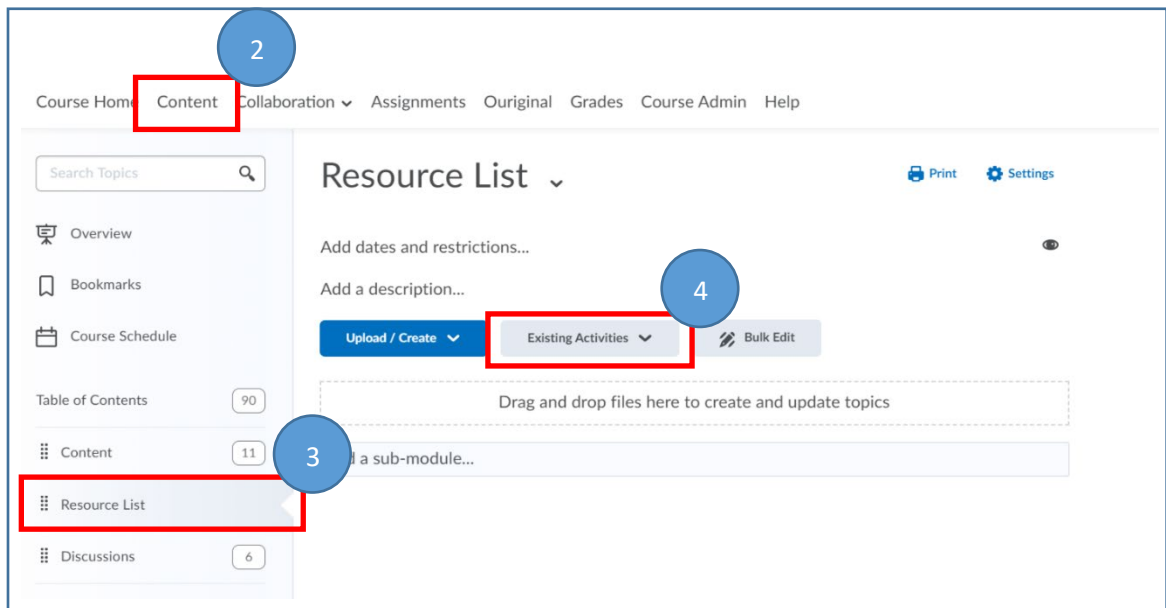 2
Course Home Content Collaboration Assignments Ouriginal Grades Course Admin Help
Search Topics
Overview
Bookmarks
Course Schedule
Table of Contents 90
Content 11
3
Resource List
Discussions 6
Resource List
Print Settings
Add dates and restrictions...
Add a description...
4
Upload / Create Existing Activities Bulk Edit
Drag and drop files here to create and update topics
a sub-module...